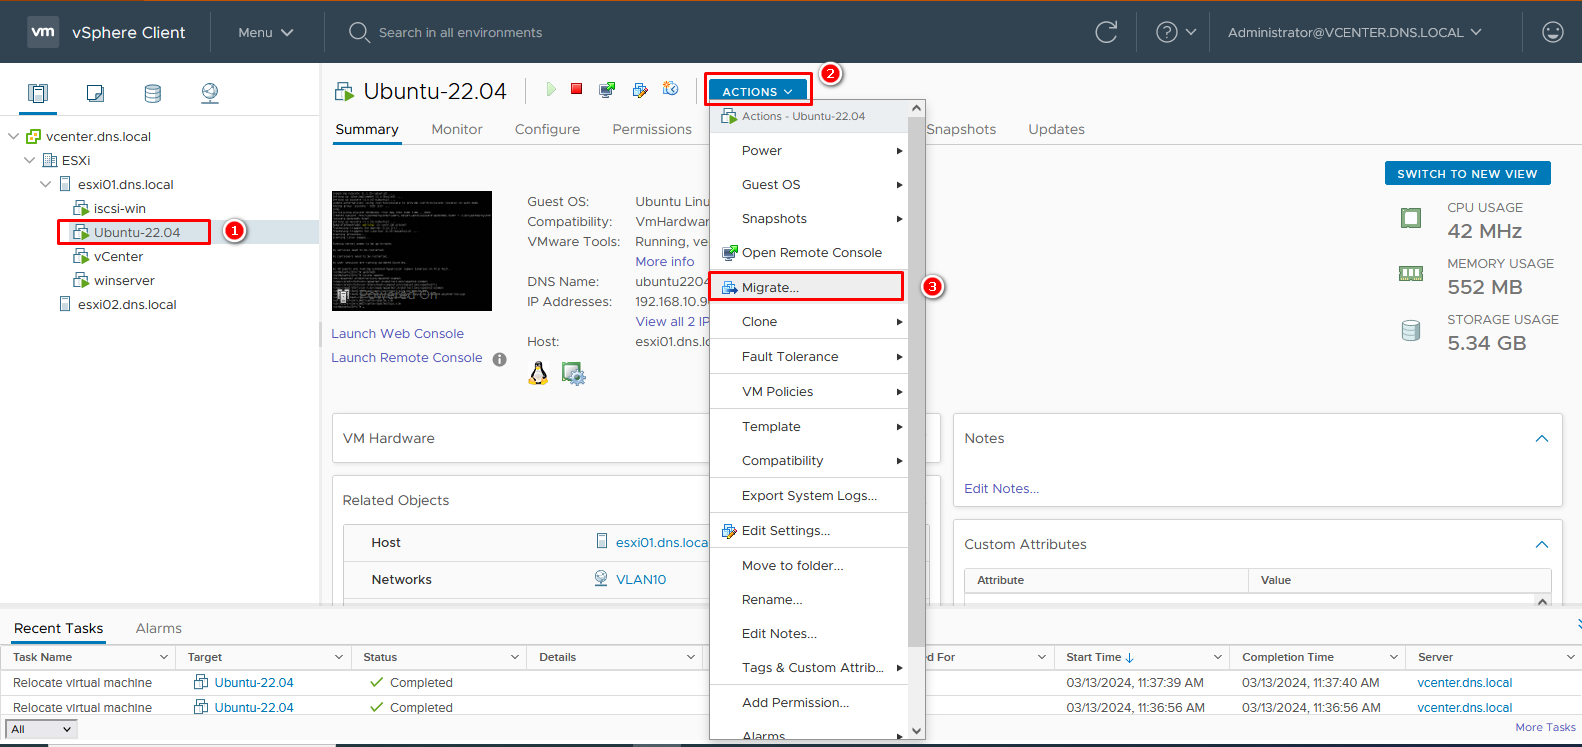 vm vSphere Client Menu Search in all environments Administrator@VCENTER.DNS.LOCAL
vcenter.dns.local
ESXi
esxi01.dns.local
iscsi-win
Ubuntu-22.04 1
vCenter
winserver
esxi02.dns.local
Ubuntu-22.04
ACTIONS 2
Summary Monitor Configure Permissions Snapshots Updates
Powered On
Launch Web Console
Launch Remote Console
Guest OS: Ubuntu Linu
Compatibility: VmHardwar
VMware Tools: Running, ve
More info
DNS Name: ubuntu2204
IP Addresses: 192.168.10.9
View all 2 IP
Host: esxi01.dns.lo
Actions - Ubuntu-22.04
Power
Guest OS
Snapshots
Open Remote Console
Migrate... 3
Clone
Fault Tolerance
VM Policies
Template
Compatibility
Export System Logs...
Edit Settings...
Move to folder...
Rename...
Edit Notes...
Tags & Custom Attrib...
Add Permission...
Alarms
SWITCH TO NEW VIEW
CPU USAGE
42 MHz
MEMORY USAGE
552 MB
STORAGE USAGE
5.34 GB
VM Hardware
Related Objects
Host esxi01.dns.loca
Networks VLAN10
Notes
Edit Notes...
Custom Attributes
Attribute Value
Recent Tasks Alarms
Task Name Target Status Details d For Start Time Completion Time Server
Relocate virtual machine Ubuntu-22.04 Completed 03/13/2024, 11:37:39 AM 03/13/2024, 11:37:40 AM vcenter.dns.local
Relocate virtual machine Ubuntu-22.04 Completed 03/13/2024, 11:36:56 AM 03/13/2024, 11:36:56 AM vcenter.dns.local
All More Tasks